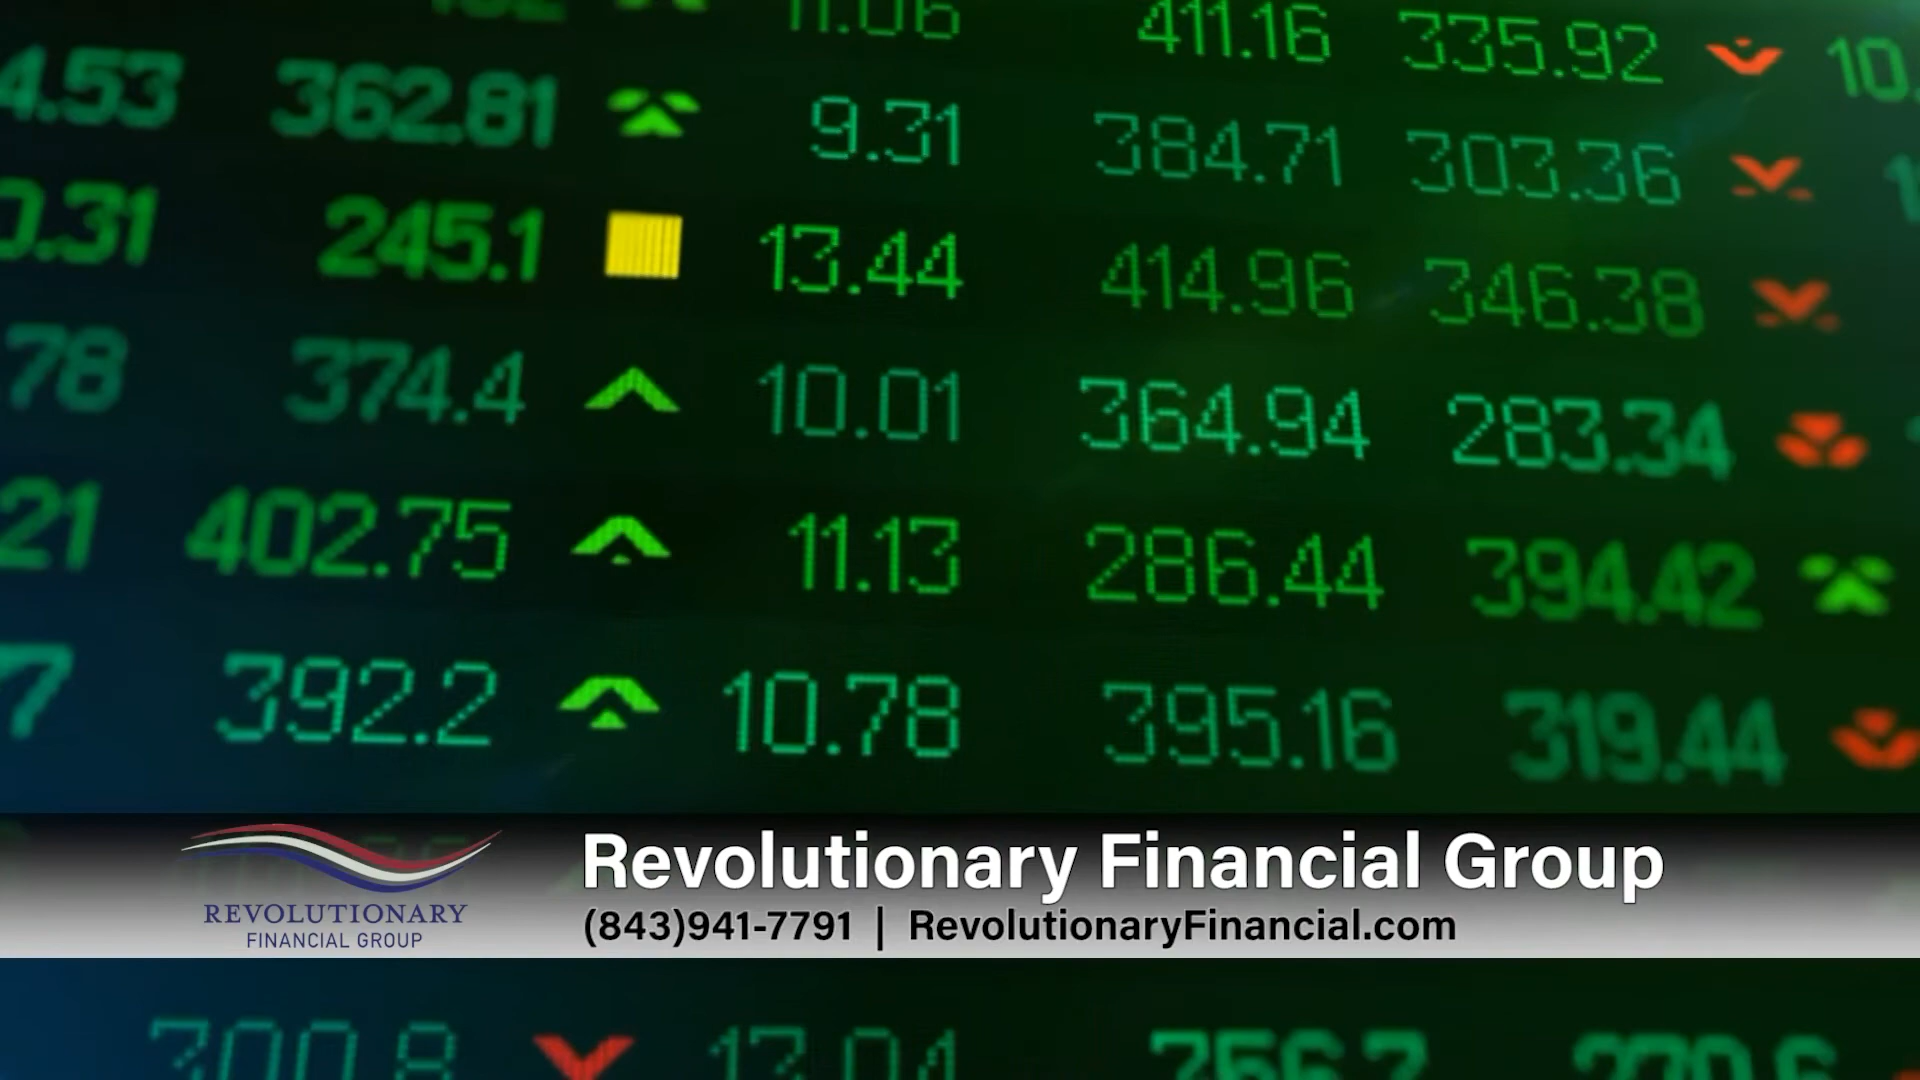 11.06 411.16 335.92 10.
4.53 362.81 9.31 384.71 303.36
0.31 245.1 13.44 414.96 346.38
78 374.4 10.01 364.94 283.34
21 402.75 11.13 286.44 394.42
7 392.2 10.78 395.16 319.44
Revolutionary Financial Group
REVOLUTIONARY
FINANCIAL GROUP
(843)941-7791 | RevolutionaryFinancial.com